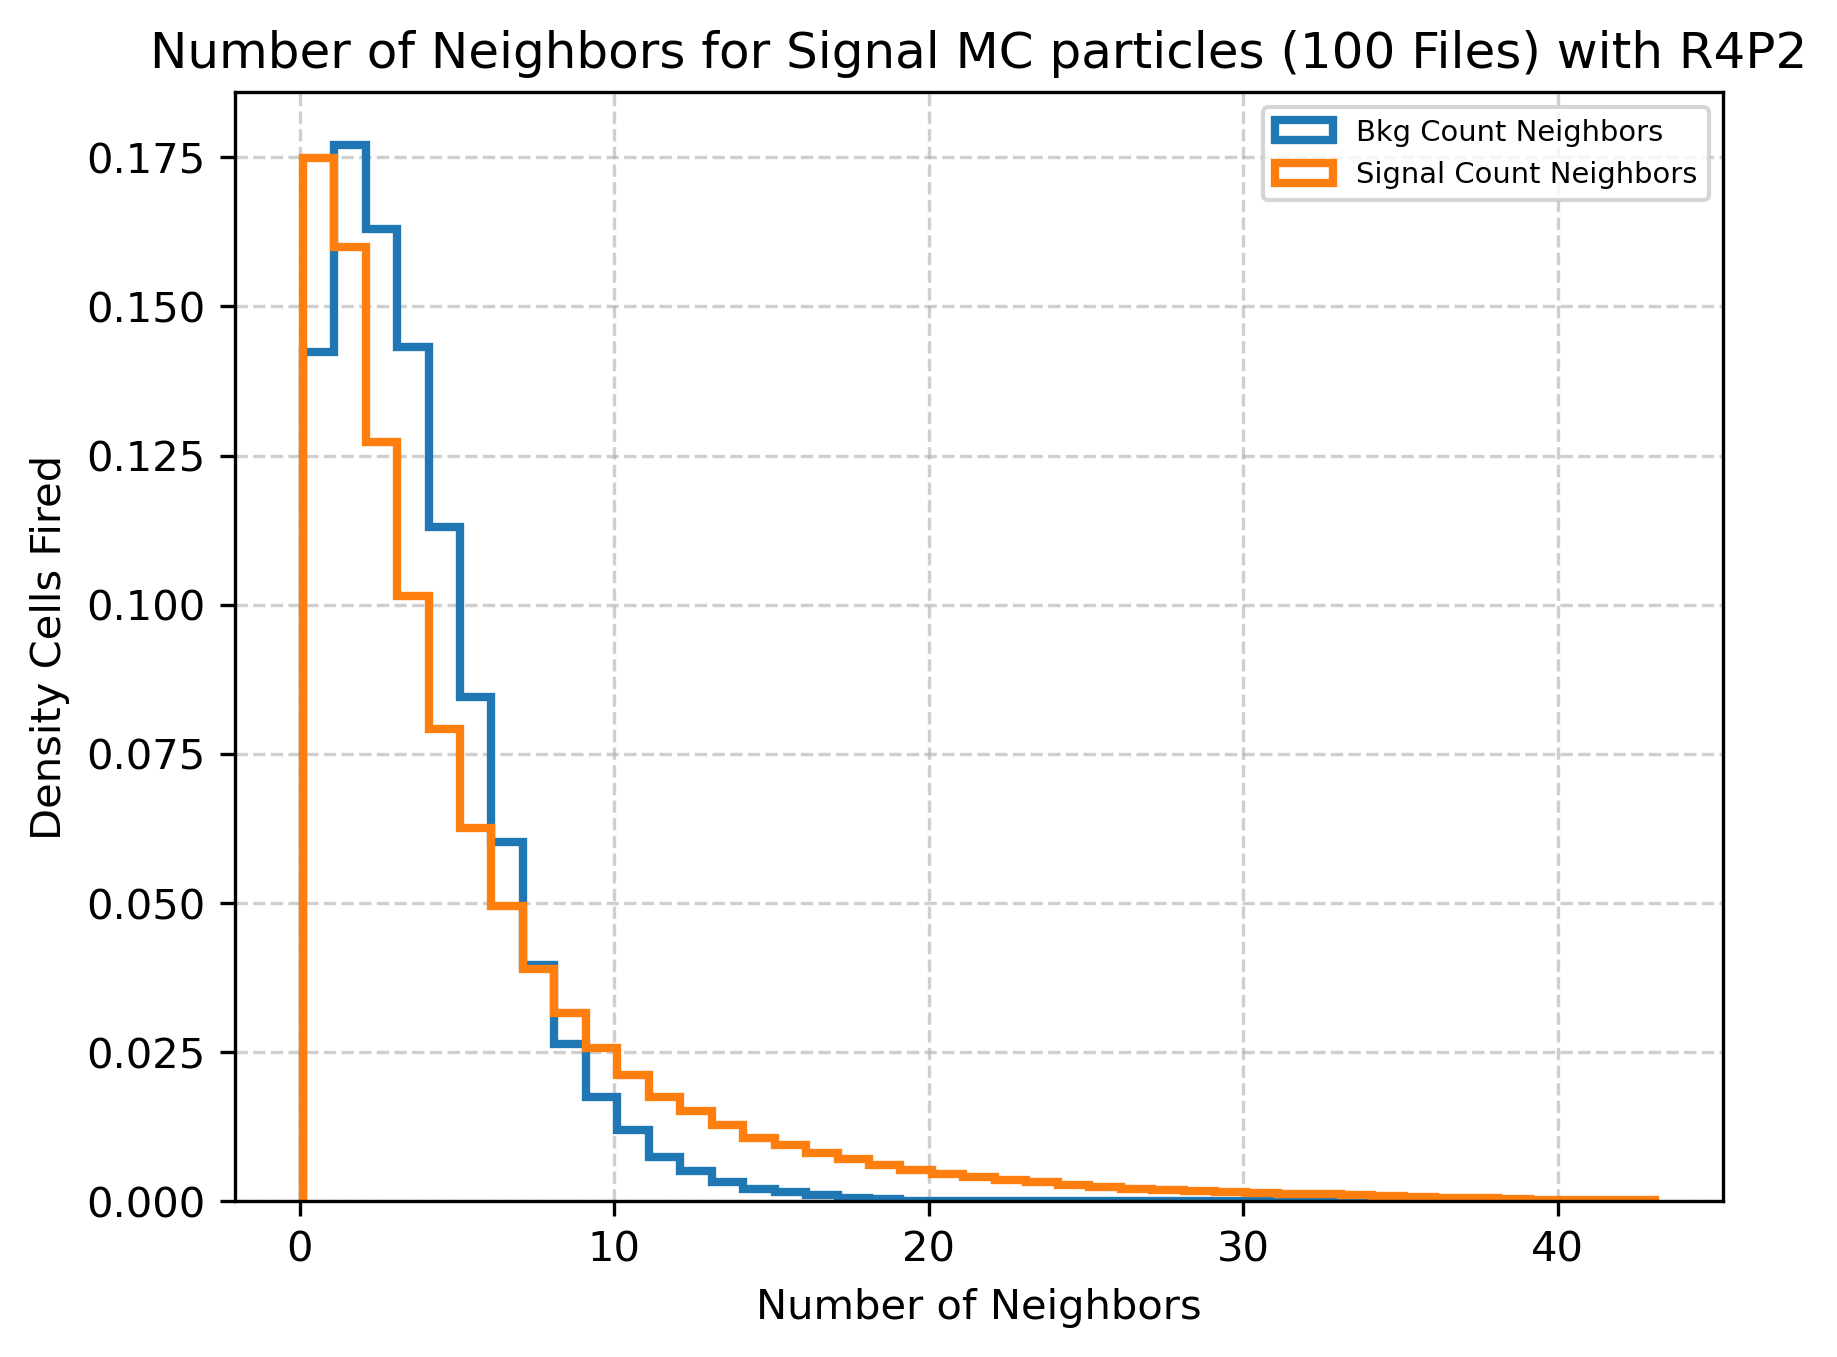 Number of Neighbors for Signal MC particles (100 Files) with R4P2
Bkg Count Neighbors
Signal Count Neighbors
Density Cells Fired
0.175
0.150
0.125
0.100
0.075
0.050
0.025
0.000
0 10 20 30 40
Number of Neighbors